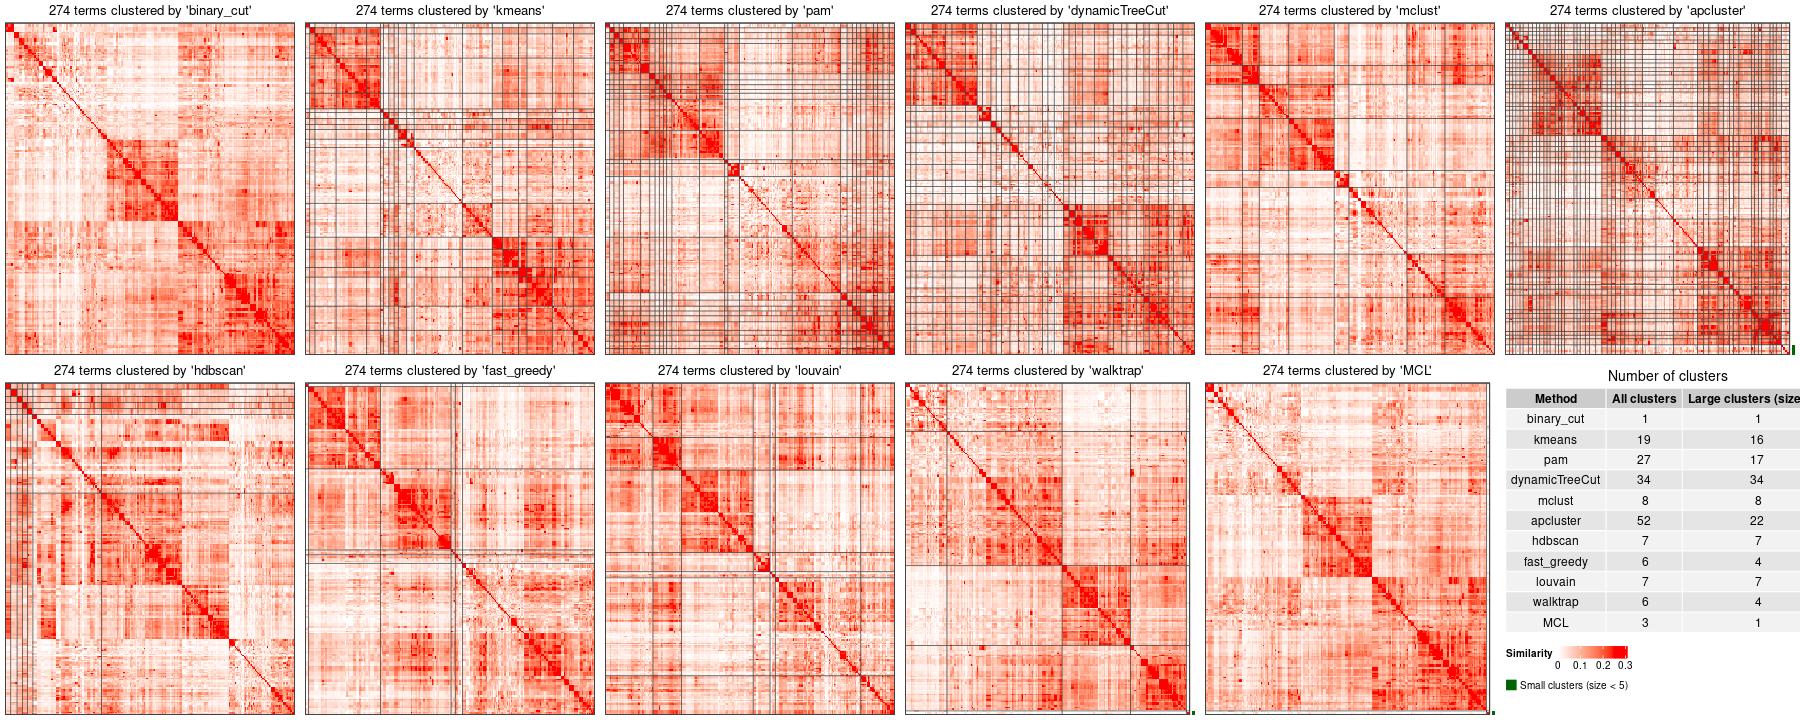 274 terms clustered by 'binary_cut'
274 terms clustered by 'kmeans'
274 terms clustered by 'pam'
274 terms clustered by 'dynamicTreeCut'
274 terms clustered by 'mclust'
274 terms clustered by 'apcluster'
274 terms clustered by 'hdbscan'
274 terms clustered by 'fast_greedy'
274 terms clustered by 'louvain'
274 terms clustered by 'walktrap'
274 terms clustered by 'MCL'
Number of clusters
Method All clusters Large clusters (size
binary_cut 1 1
kmeans 19 16
pam 27 17
dynamicTreeCut 34 34
mclust 8 8
apcluster 52 22
hdbscan 7 7
fast_greedy 6 4
louvain 7 7
walktrap 6 4
MCL 3 1
Similarity
0 0.1 0.2 0.3
Small clusters (size < 5)